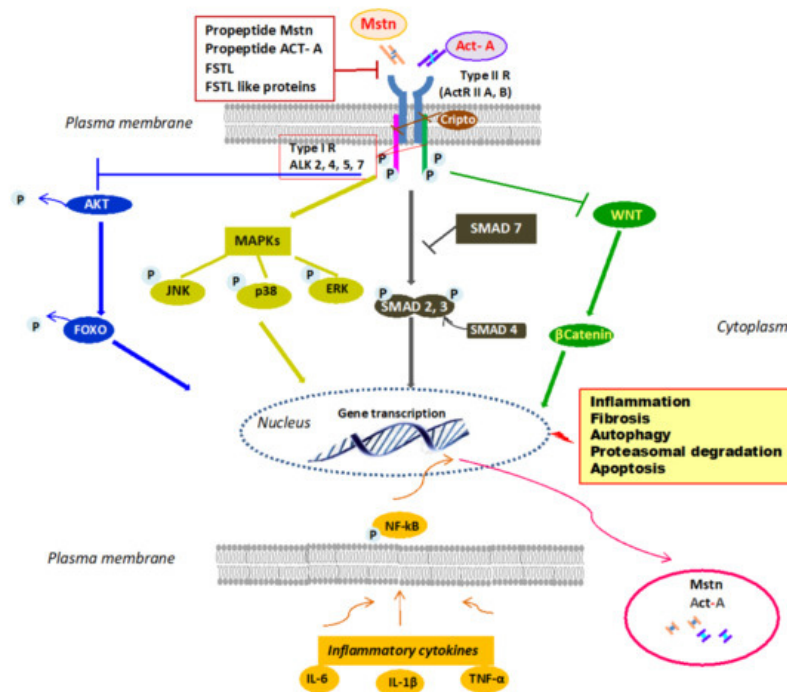 Propeptide Mstn
Propeptide ACT- A
FSTL
FSTL like proteins
Mstn
Act- A
Type II R
(ActR II A, B)
Plasma membrane
Cripto
Type I R
ALK 2, 4, 5, 7
P
P
P
P
P
AKT
WNT
MAPKs
SMAD 7
P
JNK
P
p38
P
ERK
P
P
SMAD 2, 3
SMAD 4
P
FOXO
βCatenin
Cytoplasm
Nucleus
Gene transcription
Inflammation
Fibrosis
Autophagy
Proteasomal degradation
Apoptosis
NF-kB
P
Plasma membrane
Mstn
Act-A
Inflammatory cytokines
IL-6
IL-1β
TNF-α